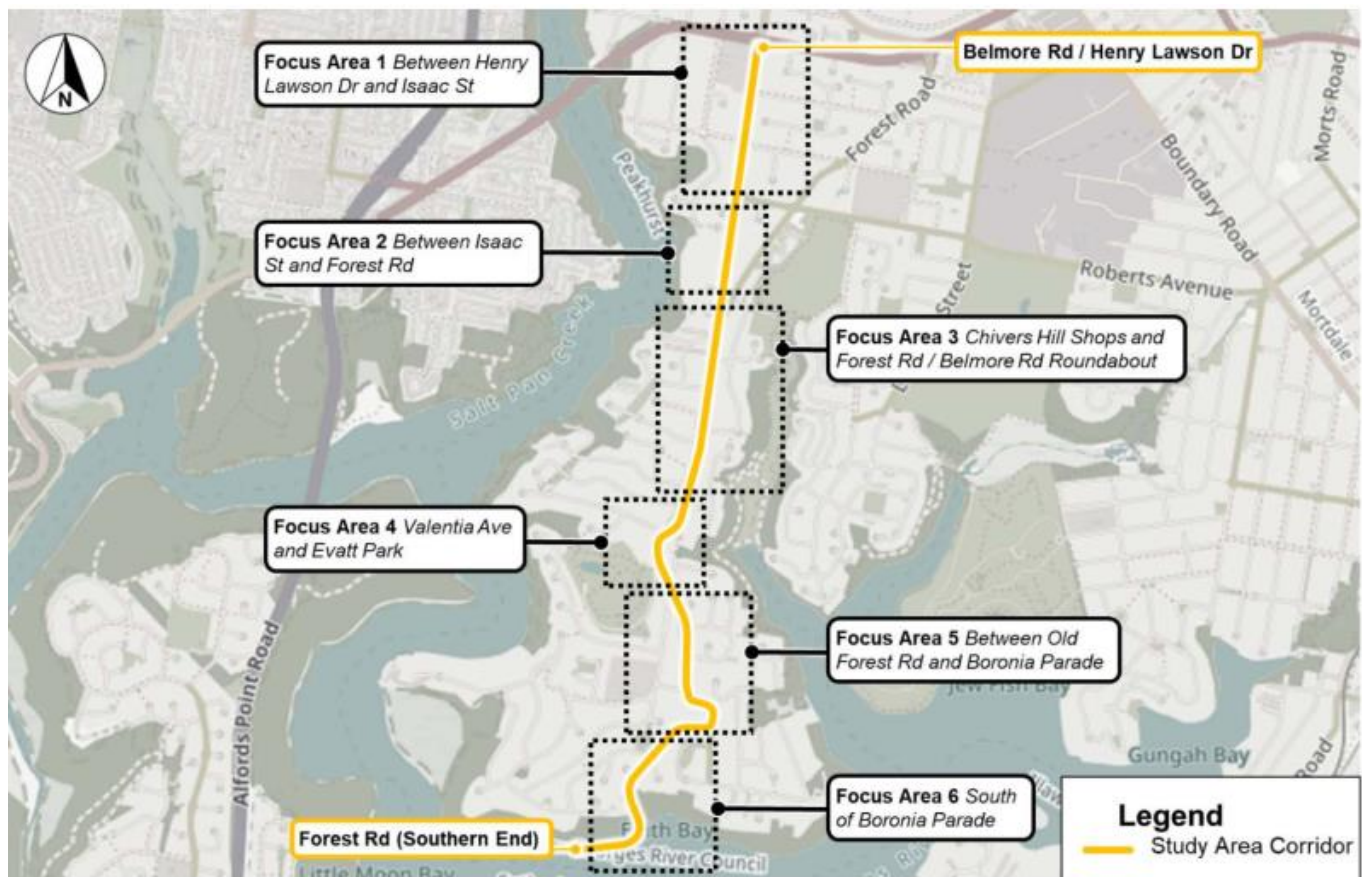 N
Focus Area 1 Between Henry
Lawson Dr and Isaac St
Belmore Rd / Henry Lawson Dr
Forest Road
Morts Road
Boundary Road
Peakhurst
Focus Area 2 Between Isaac
St and Forest Rd
Roberts Avenue
Street
Mortdale
Salt Pan Creek
Focus Area 3 Chivers Hill Shops and
Forest Rd / Belmore Rd Roundabout
Focus Area 4 Valentia Ave
and Evatt Park
Alfords Point Road
Focus Area 5 Between Old
Forest Rd and Boronia Parade
Jew Fish Bay
Gungah Bay
Road
Focus Area 6 South
of Boronia Parade
Forest Rd (Southern End)
Bay
River Council
Little Moon Bay
Legend
Study Area Corridor